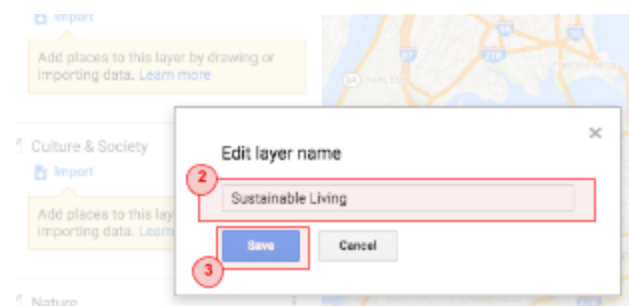 Import
Add places to this layer by drawing or
importing data. Learn more
Culture & Society
Import
Add places to this lay
importing data. Learn
Nature
Edit layer name
×
2
Sustainable Living
Save
Cancel
3
HARLEM